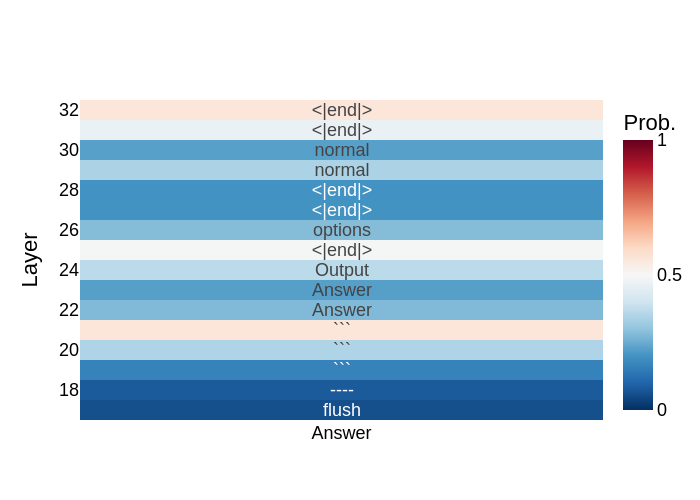 32 <|end|>
<|end|>
Prob.
30 normal 1
normal
28 <|end|>
<|end|>
26 options
<|end|>
Layer
24 Output 0.5
Answer
22 Answer
```
20 ```
```
18 ----
flush 0
Answer